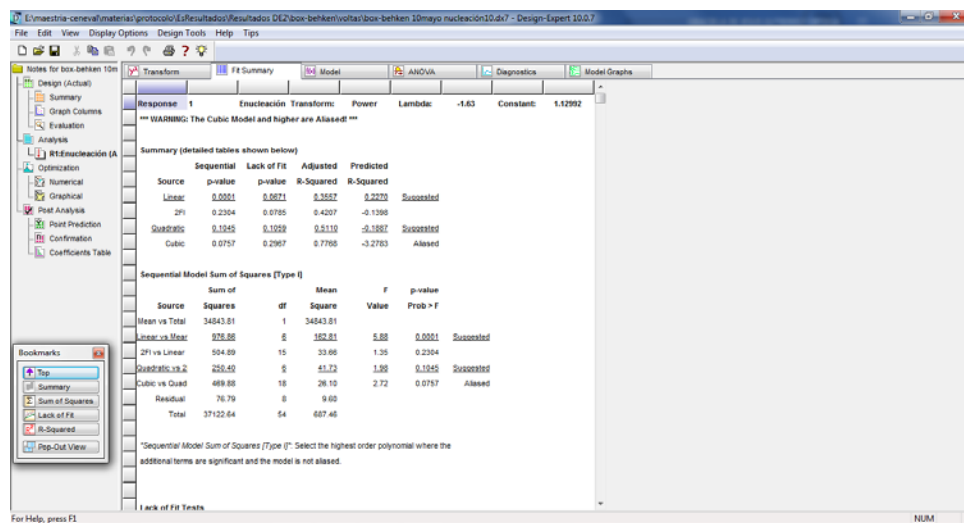 E:\maestria-ceneval\materias\protocolo\EsResultados\Resultados DE2\box-behken\voltas\box-behken 10mayo nucleación10.dx7 - Design-Expert 10.0.7
File Edit View Display Options Design Tools Help Tips
Notes for box-behken 10m
Design (Actual)
Summary
Graph Columns
Evaluation
Analysis
R1:Enucleación (A
Optimization
Numerical
Graphical
Post Analysis
Point Prediction
Confirmation
Coefficients Table
Transform Fit Summary Model ANOVA Diagnostics Model Graphs
Response 1 Enucleación Transform: Power Lambda: -1.63 Constant: 1.12992
*** WARNING: The Cubic Model and higher are Aliased! ***
Summary (detailed tables shown below)
Sequential Lack of Fit Adjusted Predicted
Source p-value p-value R-Squared R-Squared
Linear 0.0001 0.0671 0.3557 0.2270 Suggested
2FI 0.2304 0.0785 0.4207 -0.1398
Quadratic 0.1045 0.1059 0.5110 -0.1887 Suggested
Cubic 0.0757 0.2967 0.7768 -3.2783 Aliased
Sequential Model Sum of Squares [Type I]
Sum of Mean F p-value
Source Squares df Square Value Prob > F
Mean vs Total 34843.81 1 34843.81
Linear vs Mear 976.86 6 162.81 5.88 0.0001 Suggested
2FI vs Linear 504.89 15 33.66 1.35 0.2304
Quadratic vs 2 250.40 6 41.73 1.98 0.1045 Suggested
Cubic vs Quad 469.88 18 26.10 2.72 0.0757 Aliased
Residual 76.79 8 9.60
Total 37122.64 54 687.46
"Sequential Model Sum of Squares [Type I]": Select the highest order polynomial where the
additional terms are significant and the model is not aliased.
Lack of Fit Tests
Bookmarks
Top
Summary
Sum of Squares
Lack of Fit
R-Squared
Pop-Out View
For Help, press F1 NUM